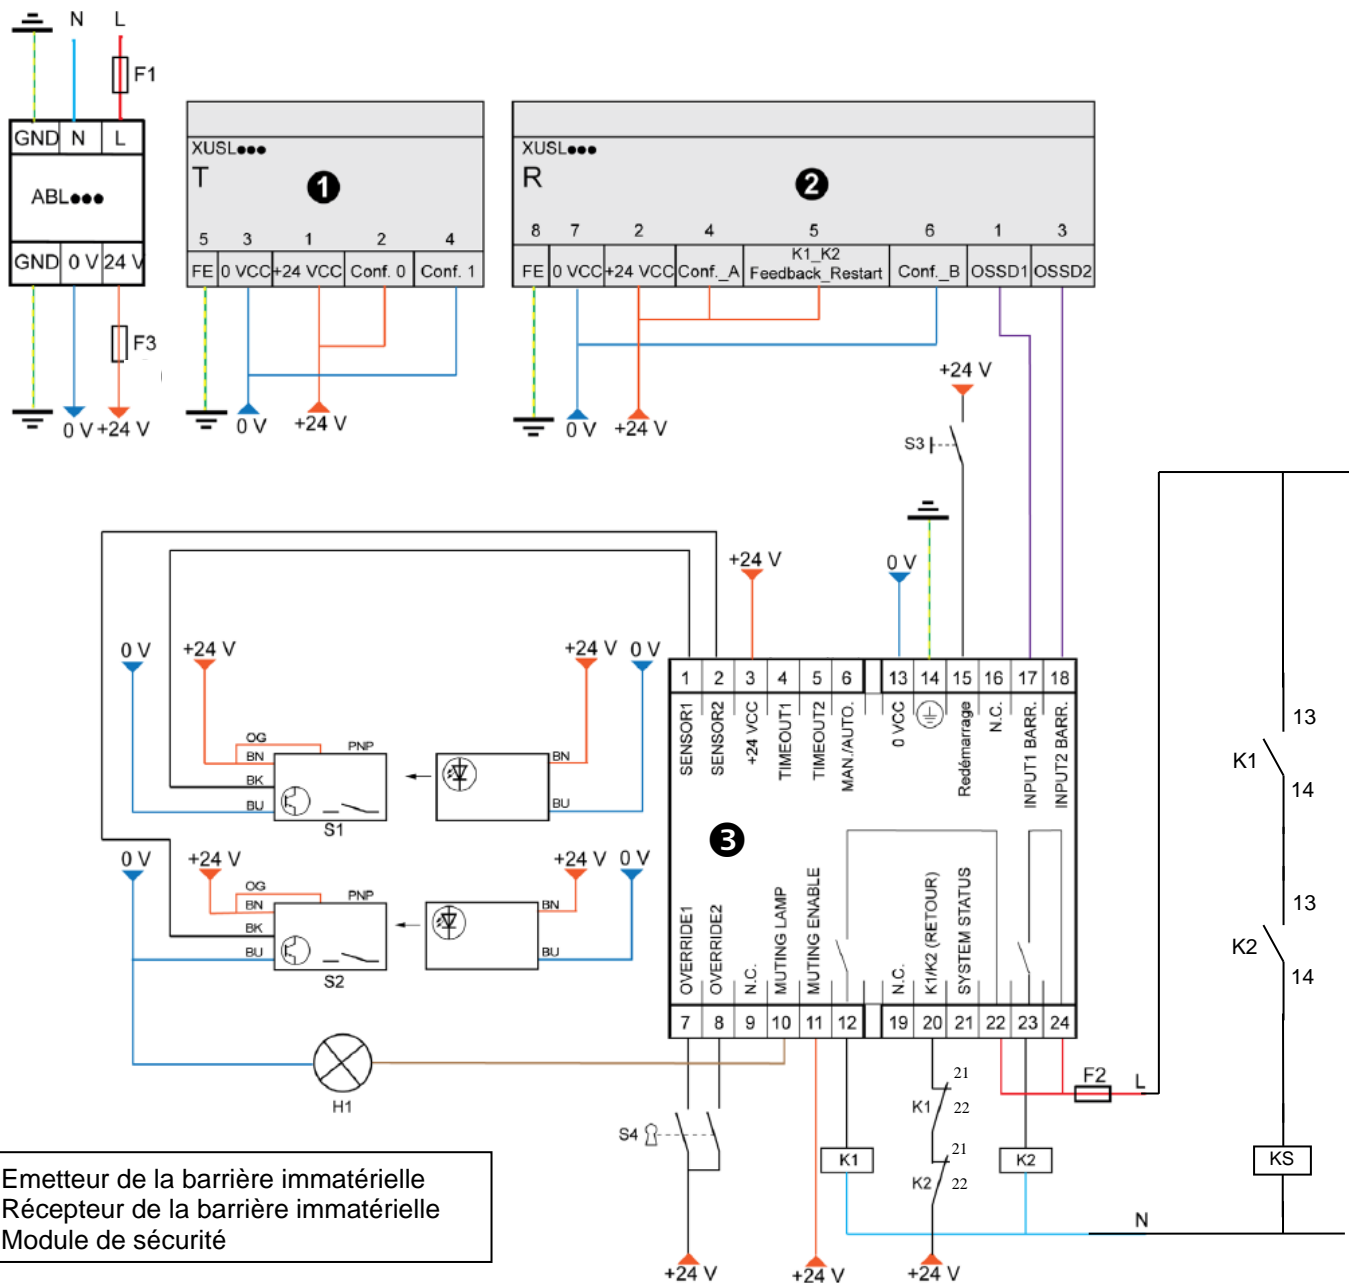 N L
F1
GND N L
ABL●●●
GND 0 V 24 V
F3
0 V +24 V
XUSL●●●
T
1
5 3 1 2 4
FE 0 VCC +24 VCC Conf. 0 Conf. 1
0 V +24 V
XUSL●●●
R
2
8 7 2 4 5 6 1 3
FE 0 VCC +24 VCC Conf._A K1_K2 Feedback_Restart Conf._B OSSD1 OSSD2
0 V +24 V
+24 V
S3
+24 V
0 V
0 V +24 V
+24 V 0 V
OG
BN
BK
BU
PNP
S1
BN
BU
0 V +24 V
+24 V 0 V
OG
BN
BK
BU
PNP
S2
BN
BU
H1
1 2 3 4 5 6 13 14 15 16 17 18
SENSOR1
SENSOR2
+24 VCC
TIMEOUT1
TIMEOUT2
MAN./AUTO.
0 VCC
Redémarrage
N.C.
INPUT1 BARR.
INPUT2 BARR.
3
OVERRIDE1
OVERRIDE2
N.C.
MUTING LAMP
MUTING ENABLE
N.C.
K1/K2 (RETOUR)
SYSTEM STATUS
7 8 9 10 11 12 19 20 21 22 23 24
S4
K1
21
22
K1
21
22
K2
K2
F2
L
N
+24 V
+24 V
+24 V
13
K1
14
13
K2
14
KS
Emetteur de la barrière immatérielle
Récepteur de la barrière immatérielle
Module de sécurité